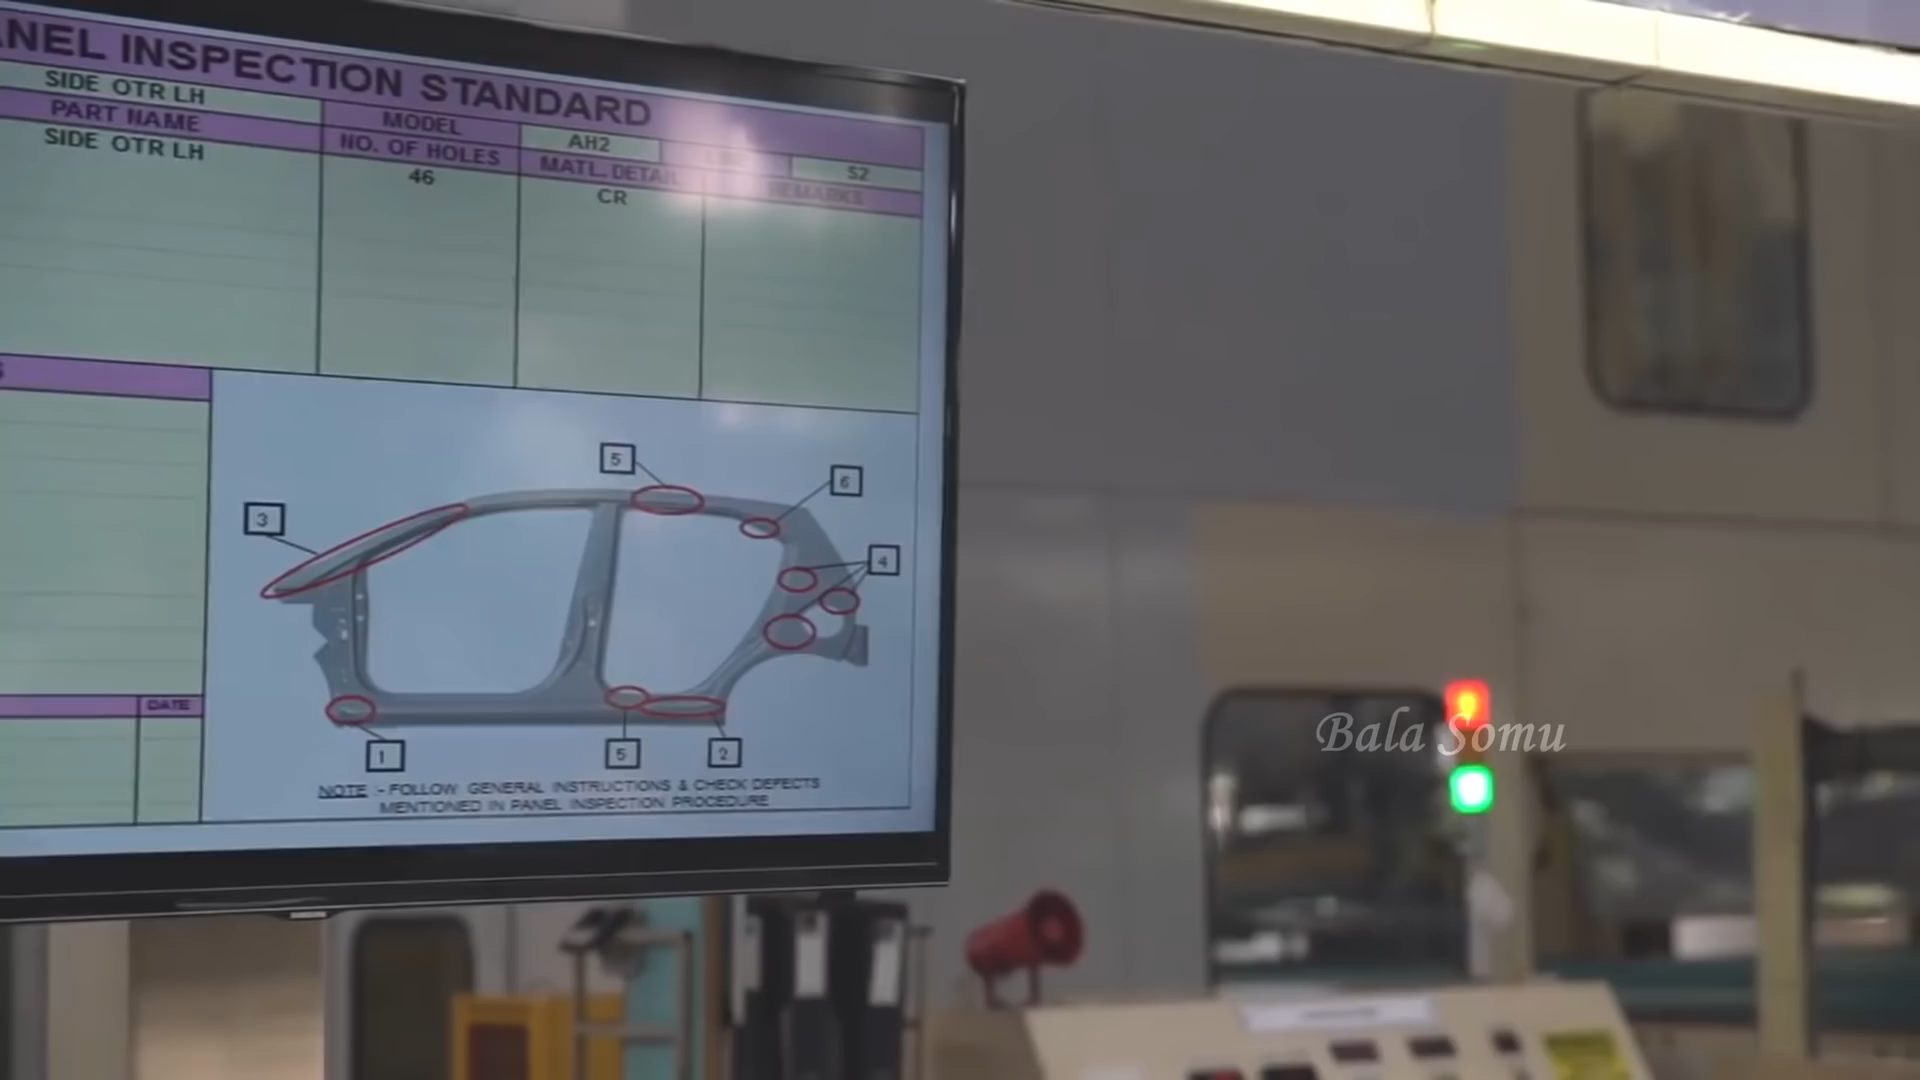 ANEL INSPECTION STANDARD
SIDE OTR LH
MODEL
AH2
S2
PART NAME
NO. OF HOLES
MATL. DETAIL
REMARKS
SIDE OTR LH
46
CR
S
5
6
3
4
DATE
1
5
2
NOTE :- FOLLOW GENERAL INSTRUCTIONS & CHECK DEFECTS
MENTIONED IN PANEL INSPECTION PROCEDURE
Bala Somu